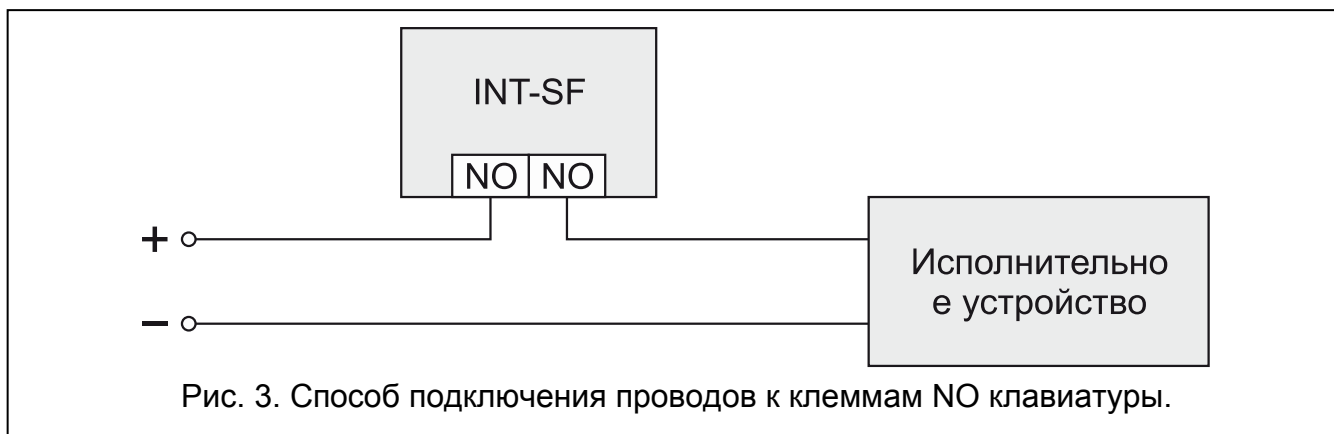 INT-SF
NO NO
+
−
Исполнительно
е устройство
Рис. 3. Способ подключения проводов к клеммам NO клавиатуры.